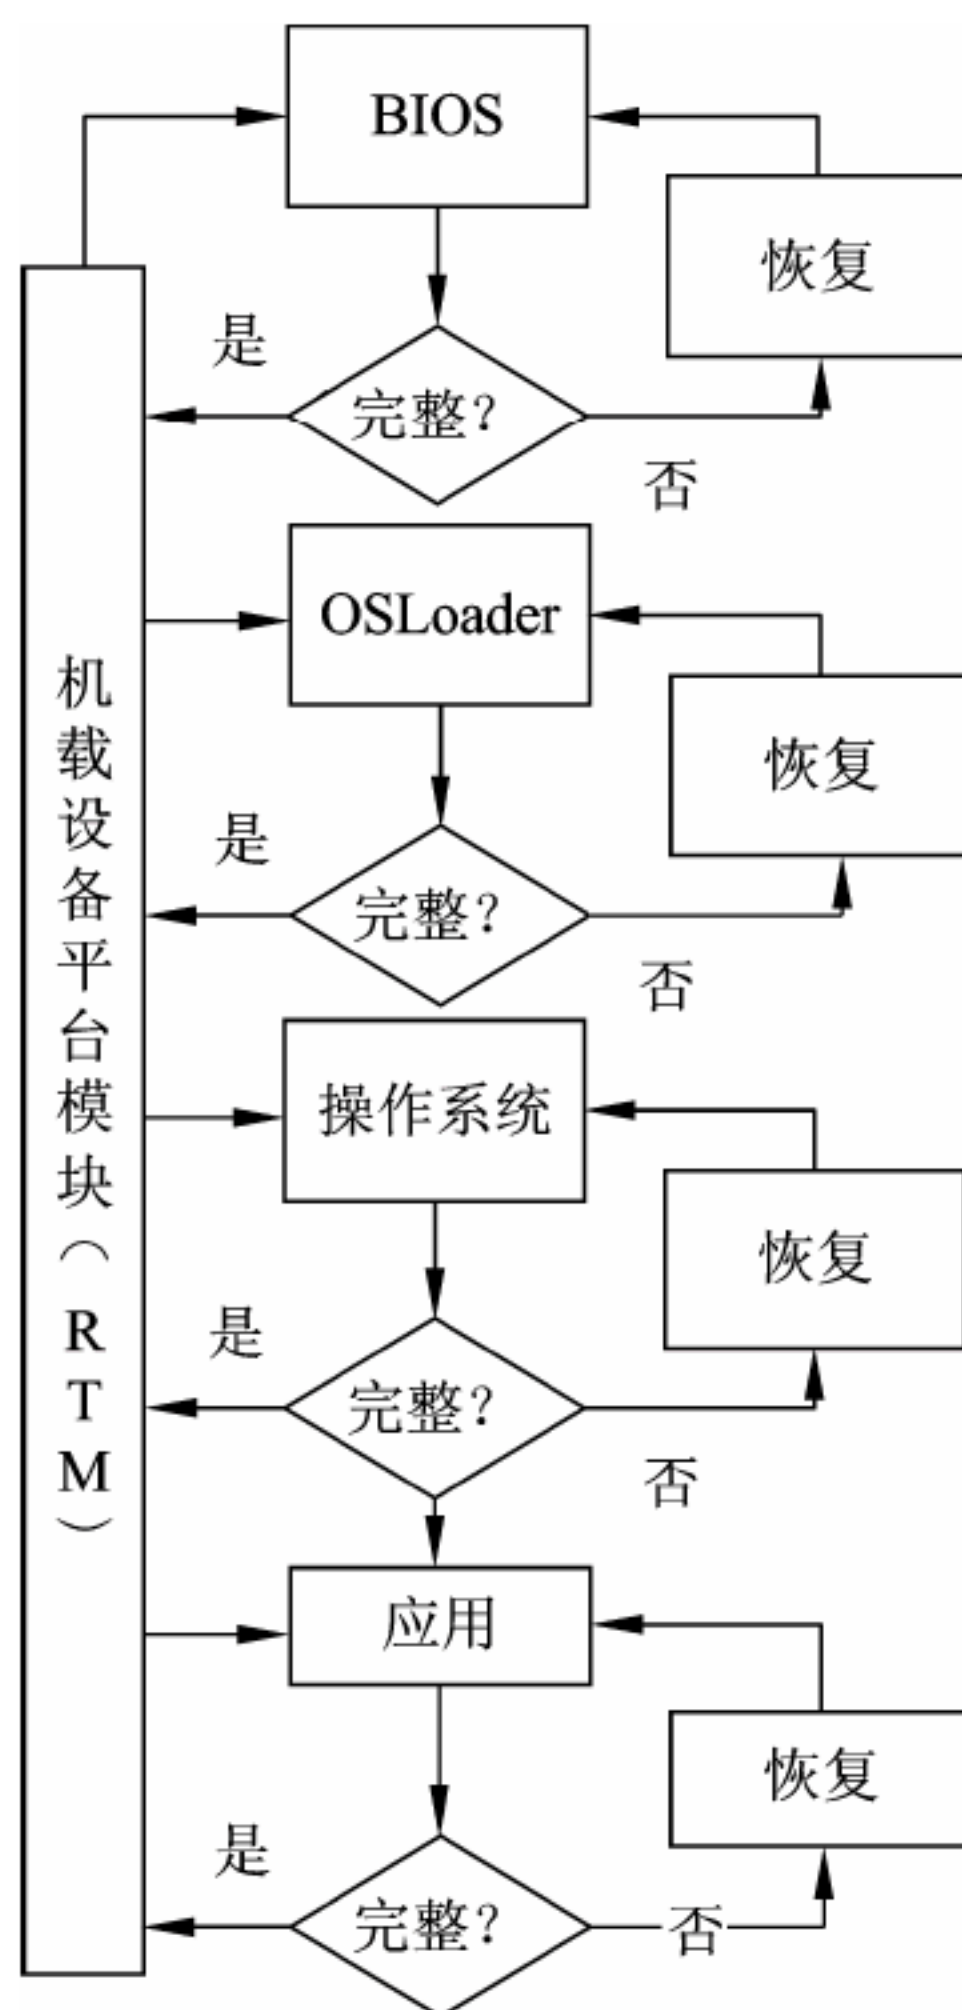 BIOS
恢复
是
完整?
否
OSLoader
恢复
是
完整?
否
机载设备平台模块(RTM)
操作系统
恢复
是
完整?
否
应用
恢复
是
完整?
否